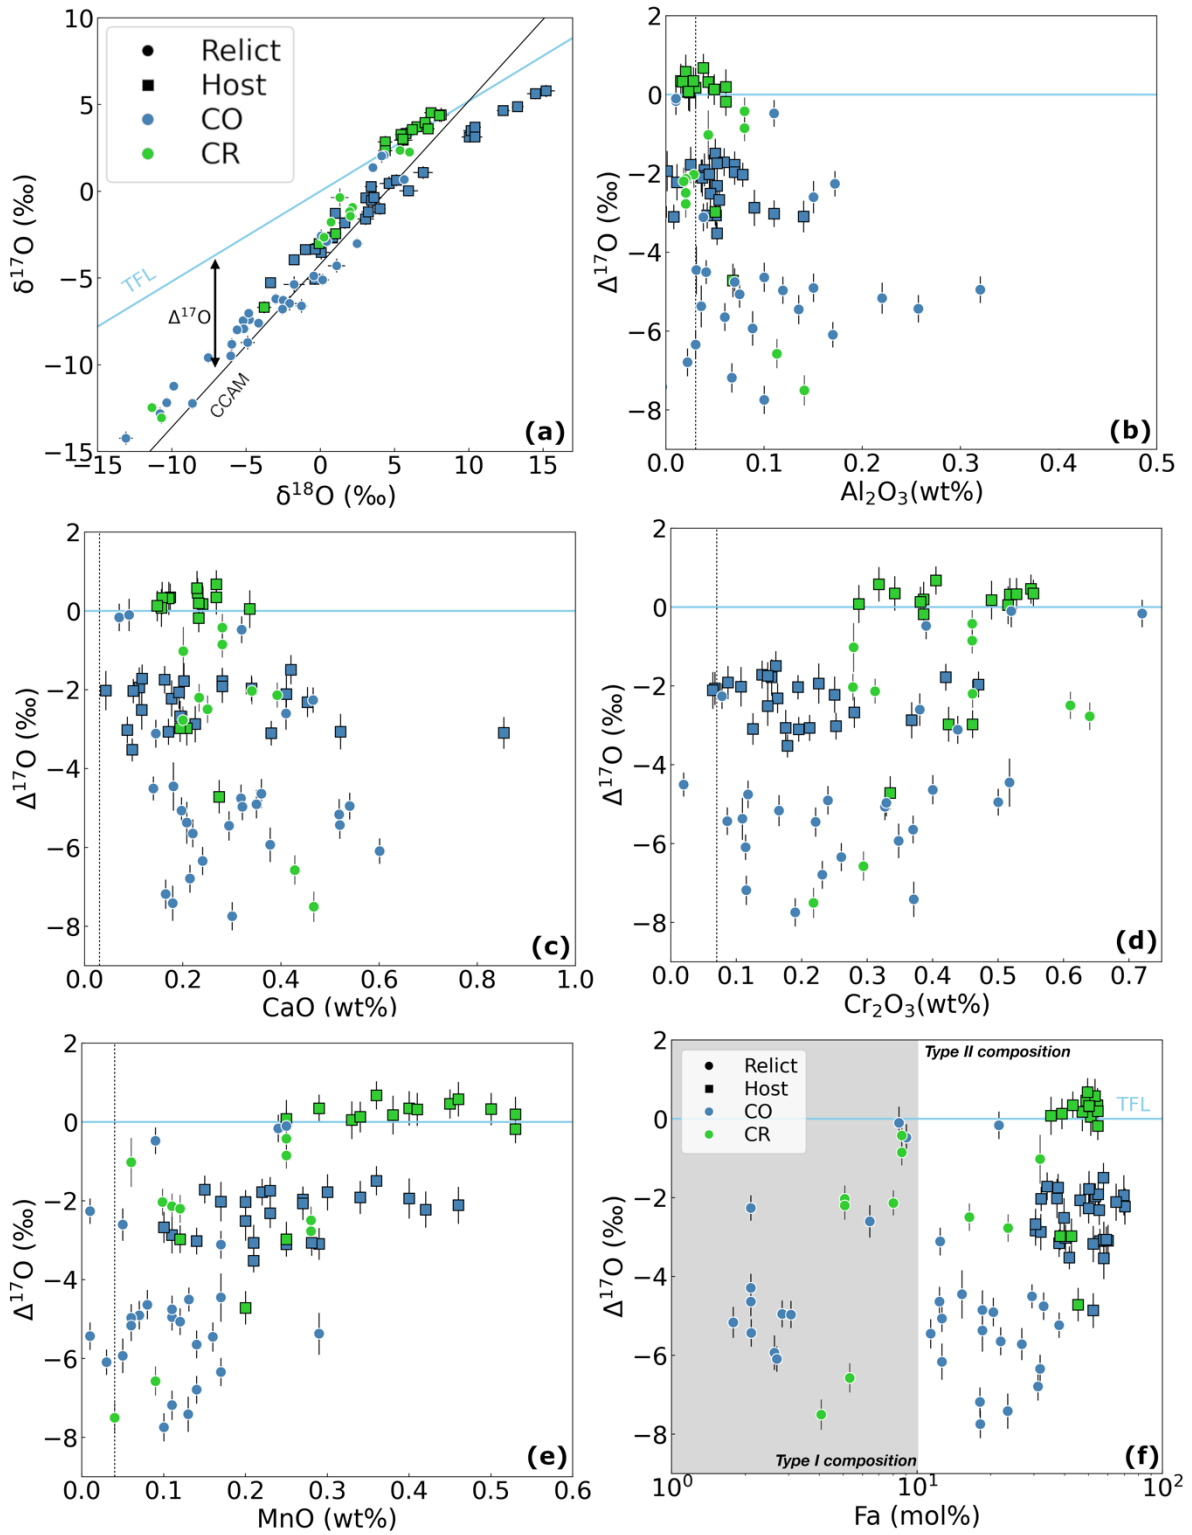 10
5
0
−5
−10
−15
−15
−10
−5
0
5
10
15
δ¹⁷O (‰)
δ¹⁸O (‰)
(a)
Relict
Host
CO
CR
TFL
Δ¹⁷O
CCAM
2
0
−2
−4
−6
−8
0.0
0.1
0.2
0.3
0.4
0.5
Δ¹⁷O (‰)
Al₂O₃(wt%)
(b)
2
0
−2
−4
−6
−8
0.0
0.2
0.4
0.6
0.8
1.0
Δ¹⁷O (‰)
CaO (wt%)
(c)
2
0
−2
−4
−6
−8
0.0
0.1
0.2
0.3
0.4
0.5
0.6
0.7
Δ¹⁷O (‰)
Cr₂O₃(wt%)
(d)
2
0
−2
−4
−6
−8
0.0
0.1
0.2
0.3
0.4
0.5
0.6
Δ¹⁷O (‰)
MnO (wt%)
(e)
2
0
−2
−4
−6
−8
10⁰
10¹
10²
Δ¹⁷O (‰)
Fa (mol%)
(f)
Relict
Host
CO
CR
Type II composition
TFL
Type I composition